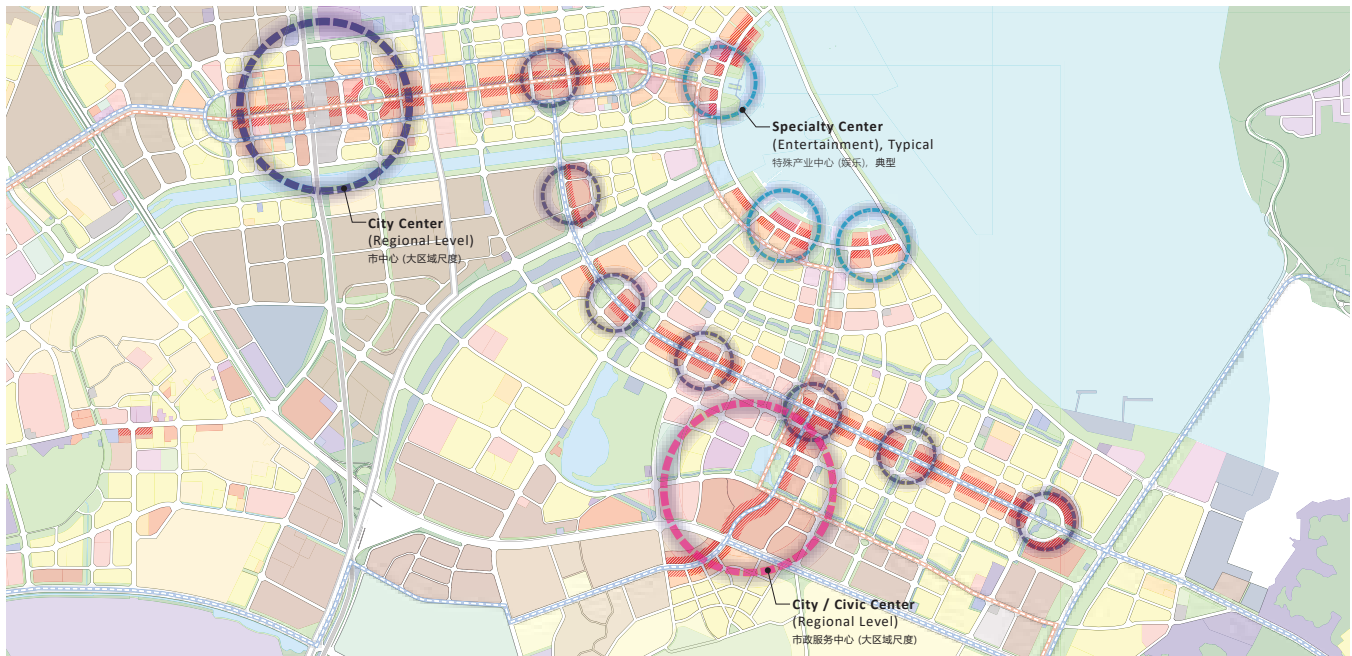 Specialty Center
(Entertainment), Typical
特殊产业中心 (娱乐), 典型
City Center
(Regional Level)
市中心 (大区域尺度)
City / Civic Center
(Regional Level)
市政服务中心 (大区域尺度)